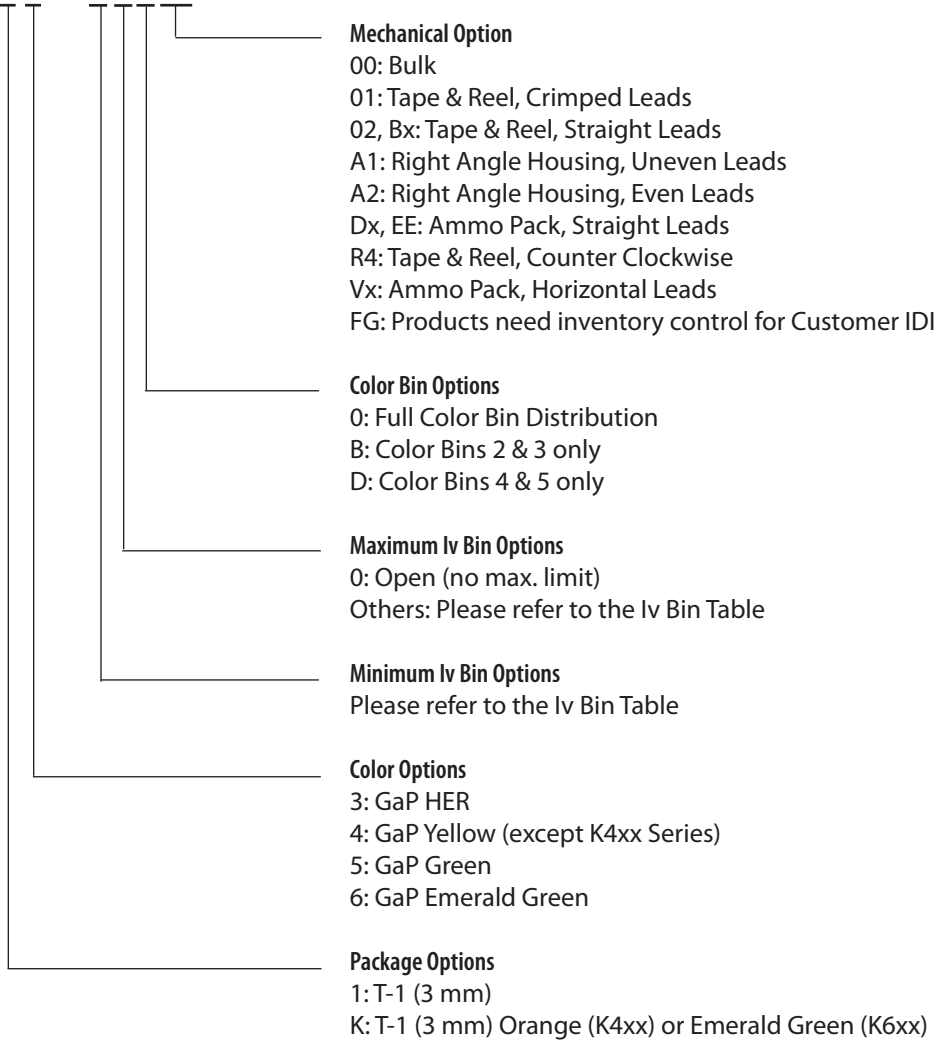 Mechanical Option
00: Bulk
01: Tape & Reel, Crimped Leads
02, Bx: Tape & Reel, Straight Leads
A1: Right Angle Housing, Uneven Leads
A2: Right Angle Housing, Even Leads
Dx, EE: Ammo Pack, Straight Leads
R4: Tape & Reel, Counter Clockwise
Vx: Ammo Pack, Horizontal Leads
FG: Products need inventory control for Customer IDI
Color Bin Options
0: Full Color Bin Distribution
B: Color Bins 2 & 3 only
D: Color Bins 4 & 5 only
Maximum Iv Bin Options
0: Open (no max. limit)
Others: Please refer to the Iv Bin Table
Minimum Iv Bin Options
Please refer to the Iv Bin Table
Color Options
3: GaP HER
4: GaP Yellow (except K4xx Series)
5: GaP Green
6: GaP Emerald Green
Package Options
1: T-1 (3 mm)
K: T-1 (3 mm) Orange (K4xx) or Emerald Green (K6xx)